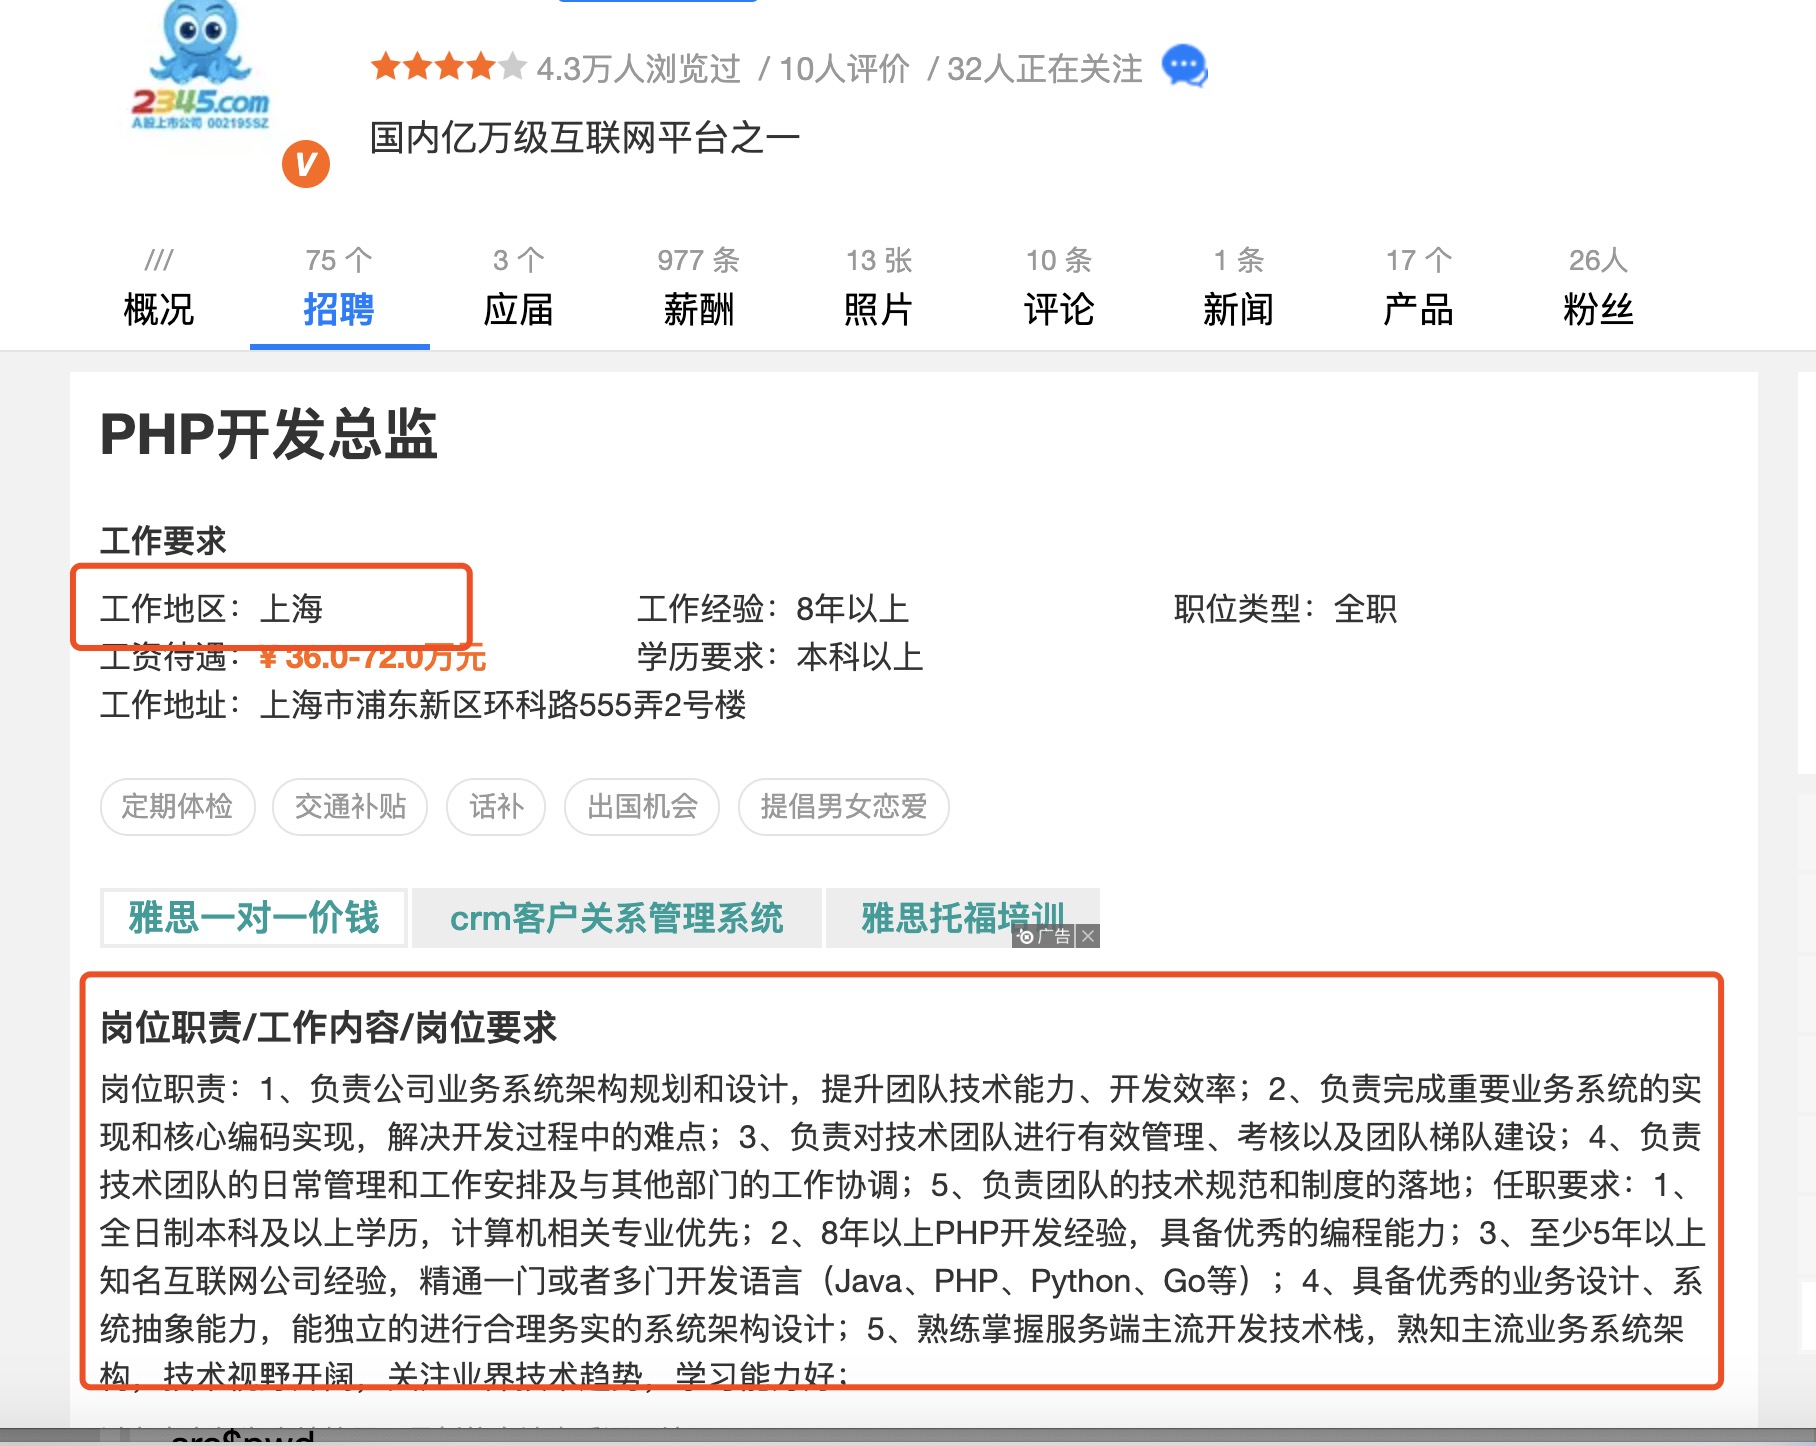 2345.com
A股上市公司 002195SZ
V
4.3万人浏览过 / 10人评价 / 32人正在关注
国内亿万级互联网平台之一
/// 75 个 3 个 977 条 13 张 10 条 1 条 17 个 26人
概况 招聘 应届 薪酬 照片 评论 新闻 产品 粉丝
PHP开发总监
工作要求
工作地区：上海 工作经验：8年以上 职位类型：全职
工资待遇：¥ 36.0-72.0万元 学历要求：本科以上
工作地址：上海市浦东新区环科路555弄2号楼
定期体检 交通补贴 话补 出国机会 提倡男女恋爱
雅思一对一价钱 crm客户关系管理系统 雅思托福培训
广告
岗位职责/工作内容/岗位要求
岗位职责：1、负责公司业务系统架构规划和设计，提升团队技术能力、开发效率；2、负责完成重要业务系统的实
现和核心编码实现，解决开发过程中的难点；3、负责对技术团队进行有效管理、考核以及团队梯队建设；4、负责
技术团队的日常管理和工作安排及与其他部门的工作协调；5、负责团队的技术规范和制度的落地；任职要求：1、
全日制本科及以上学历，计算机相关专业优先；2、8年以上PHP开发经验，具备优秀的编程能力；3、至少5年以上
知名互联网公司经验，精通一门或者多门开发语言（Java、PHP、Python、Go等）；4、具备优秀的业务设计、系
统抽象能力，能独立的进行合理务实的系统架构设计；5、熟练掌握服务端主流开发技术栈，熟知主流业务系统架
构，技术视野开阔，关注业界技术趋势，学习能力好；